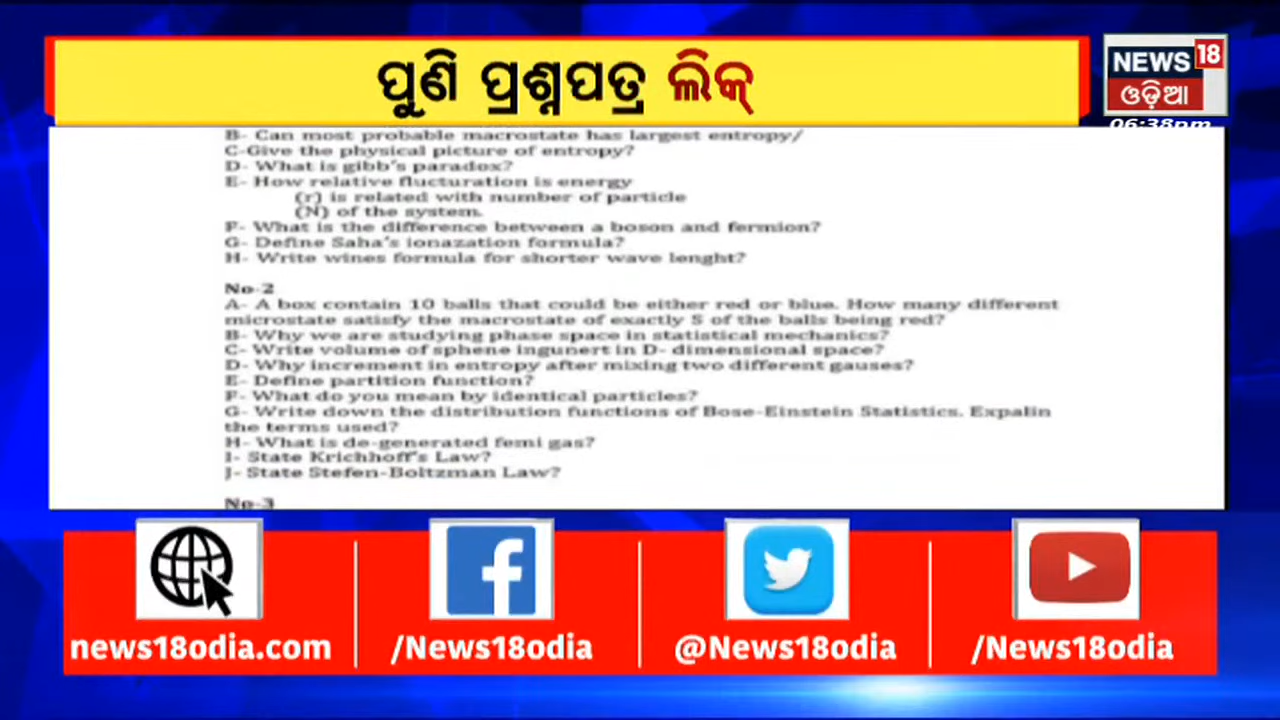 ପୁଣି ପ୍ରଶ୍ନପତ୍ର ଲିକ୍
NEWS 18
ଓଡ଼ିଆ
06:38pm
B- Can most probable macrostate has largest entropy/
C-Give the physical picture of entropy?
D- What is gibb's paradox?
E- How relative flucturation is energy
(r) is related with number of particle
(N) of the system.
F- What is the difference between a boson and fermion?
G- Define Saha's ionazation formula?
H- Write wines formula for shorter wave lenght?
No-2
A- A box contain 10 balls that could be either red or blue. How many different
microstate satisfy the macrostate of exactly 5 of the balls being red?
B- Why we are studying phase space in statistical mechanics?
C- Write volume of sphene ingunert in D- dimensional space?
D- Why increment in entropy after mixing two different gauses?
E- Define partition function?
F- What do you mean by identical particles?
G- Write down the distribution functions of Bose-Einstein Statistics. Expalin
the terms used?
H- What is de-generated femi gas?
I- State Krichhoff's Law?
J- State Stefen-Boltzman Law?
No-3
news18odia.com
/News18odia
@News18odia
/News18odia